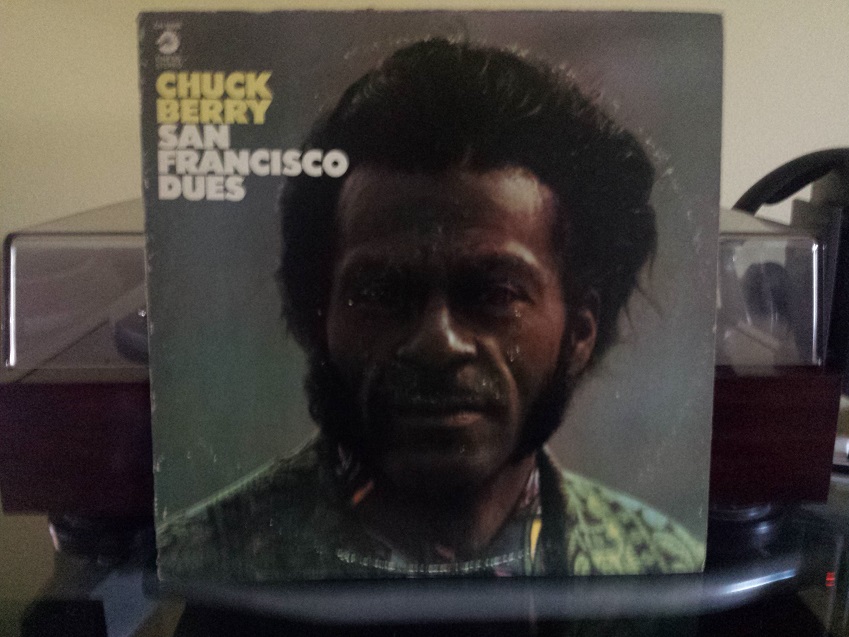 CHUCK
BERRY
SAN
FRANCISCO
DUES